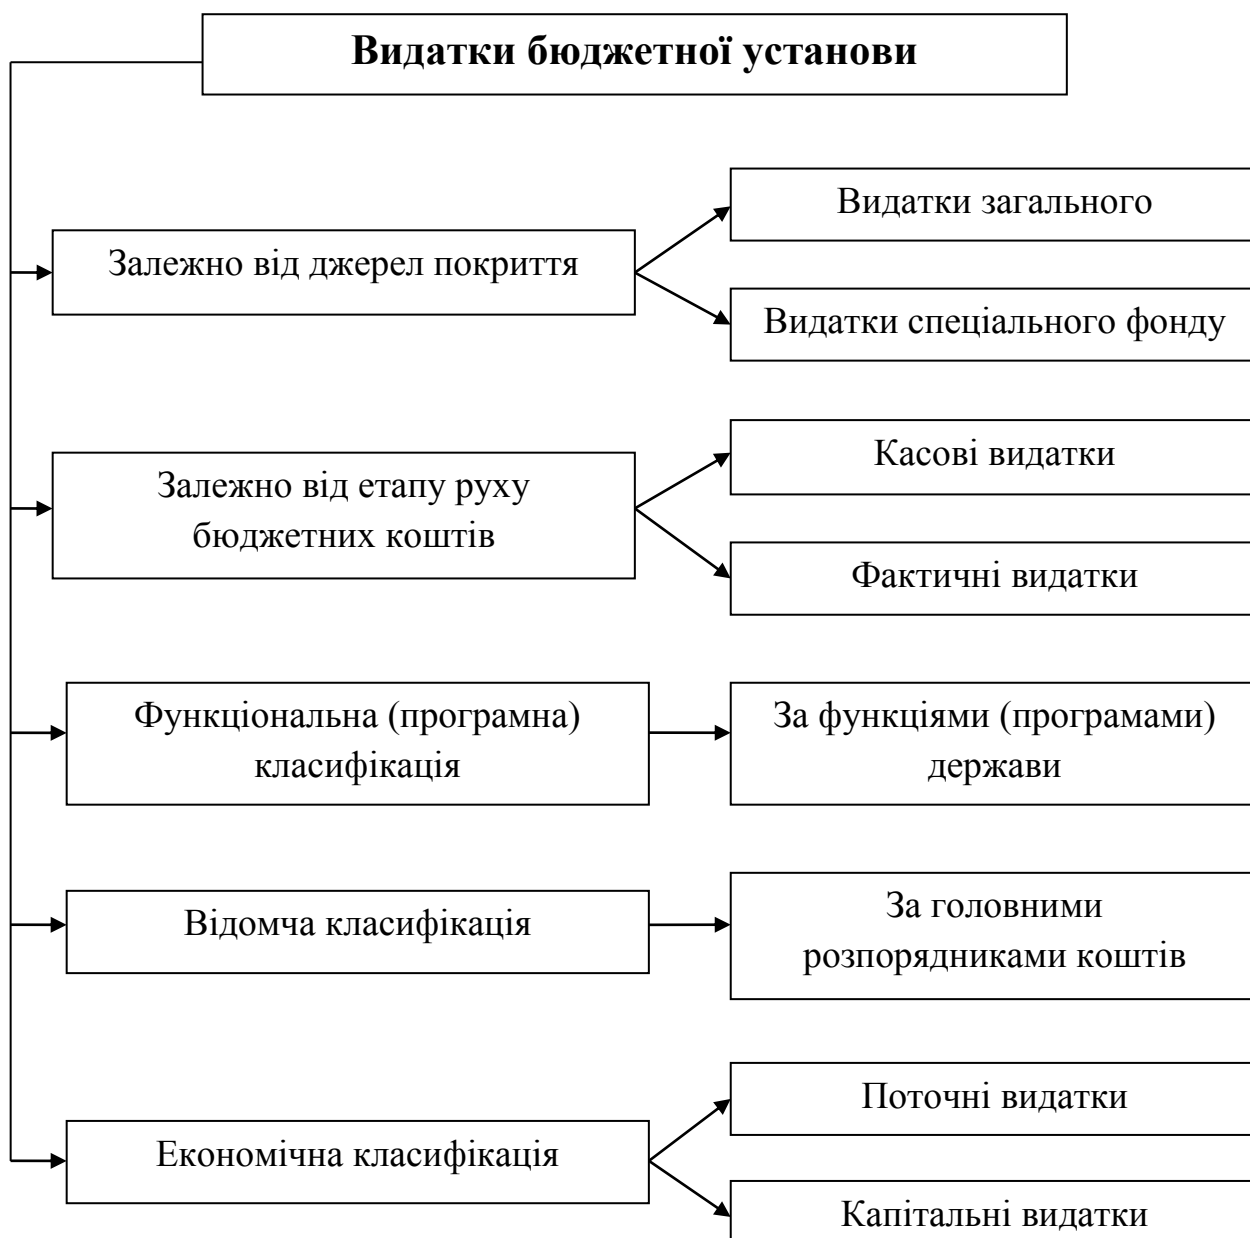 Видатки бюджетної установи
Залежно від джерел покриття
Видатки загального
Видатки спеціального фонду
Залежно від етапу руху
бюджетних коштів
Касові видатки
Фактичні видатки
Функціональна (програмна)
класифікація
За функціями (програмами)
держави
Відомча класифікація
За головними
розпорядниками коштів
Економічна класифікація
Поточні видатки
Капітальні видатки